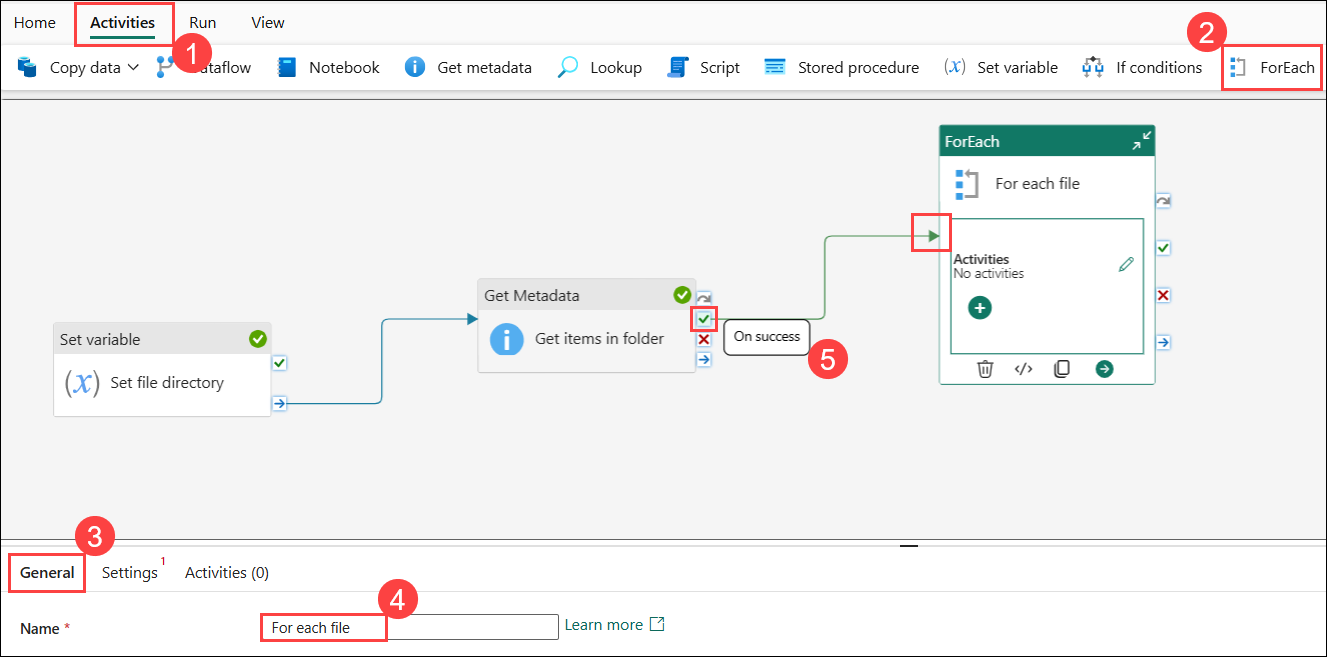 Home Activities Run View
1 2
Copy data ataflow Notebook Get metadata Lookup Script Stored procedure (x) Set variable If conditions ForEach
ForEach
For each file
Activities
No activities
Get Metadata
Get items in folder
On success
5
Set variable
(x) Set file directory
3
General Settings 1 Activities (0)
4
Name * For each file Learn more